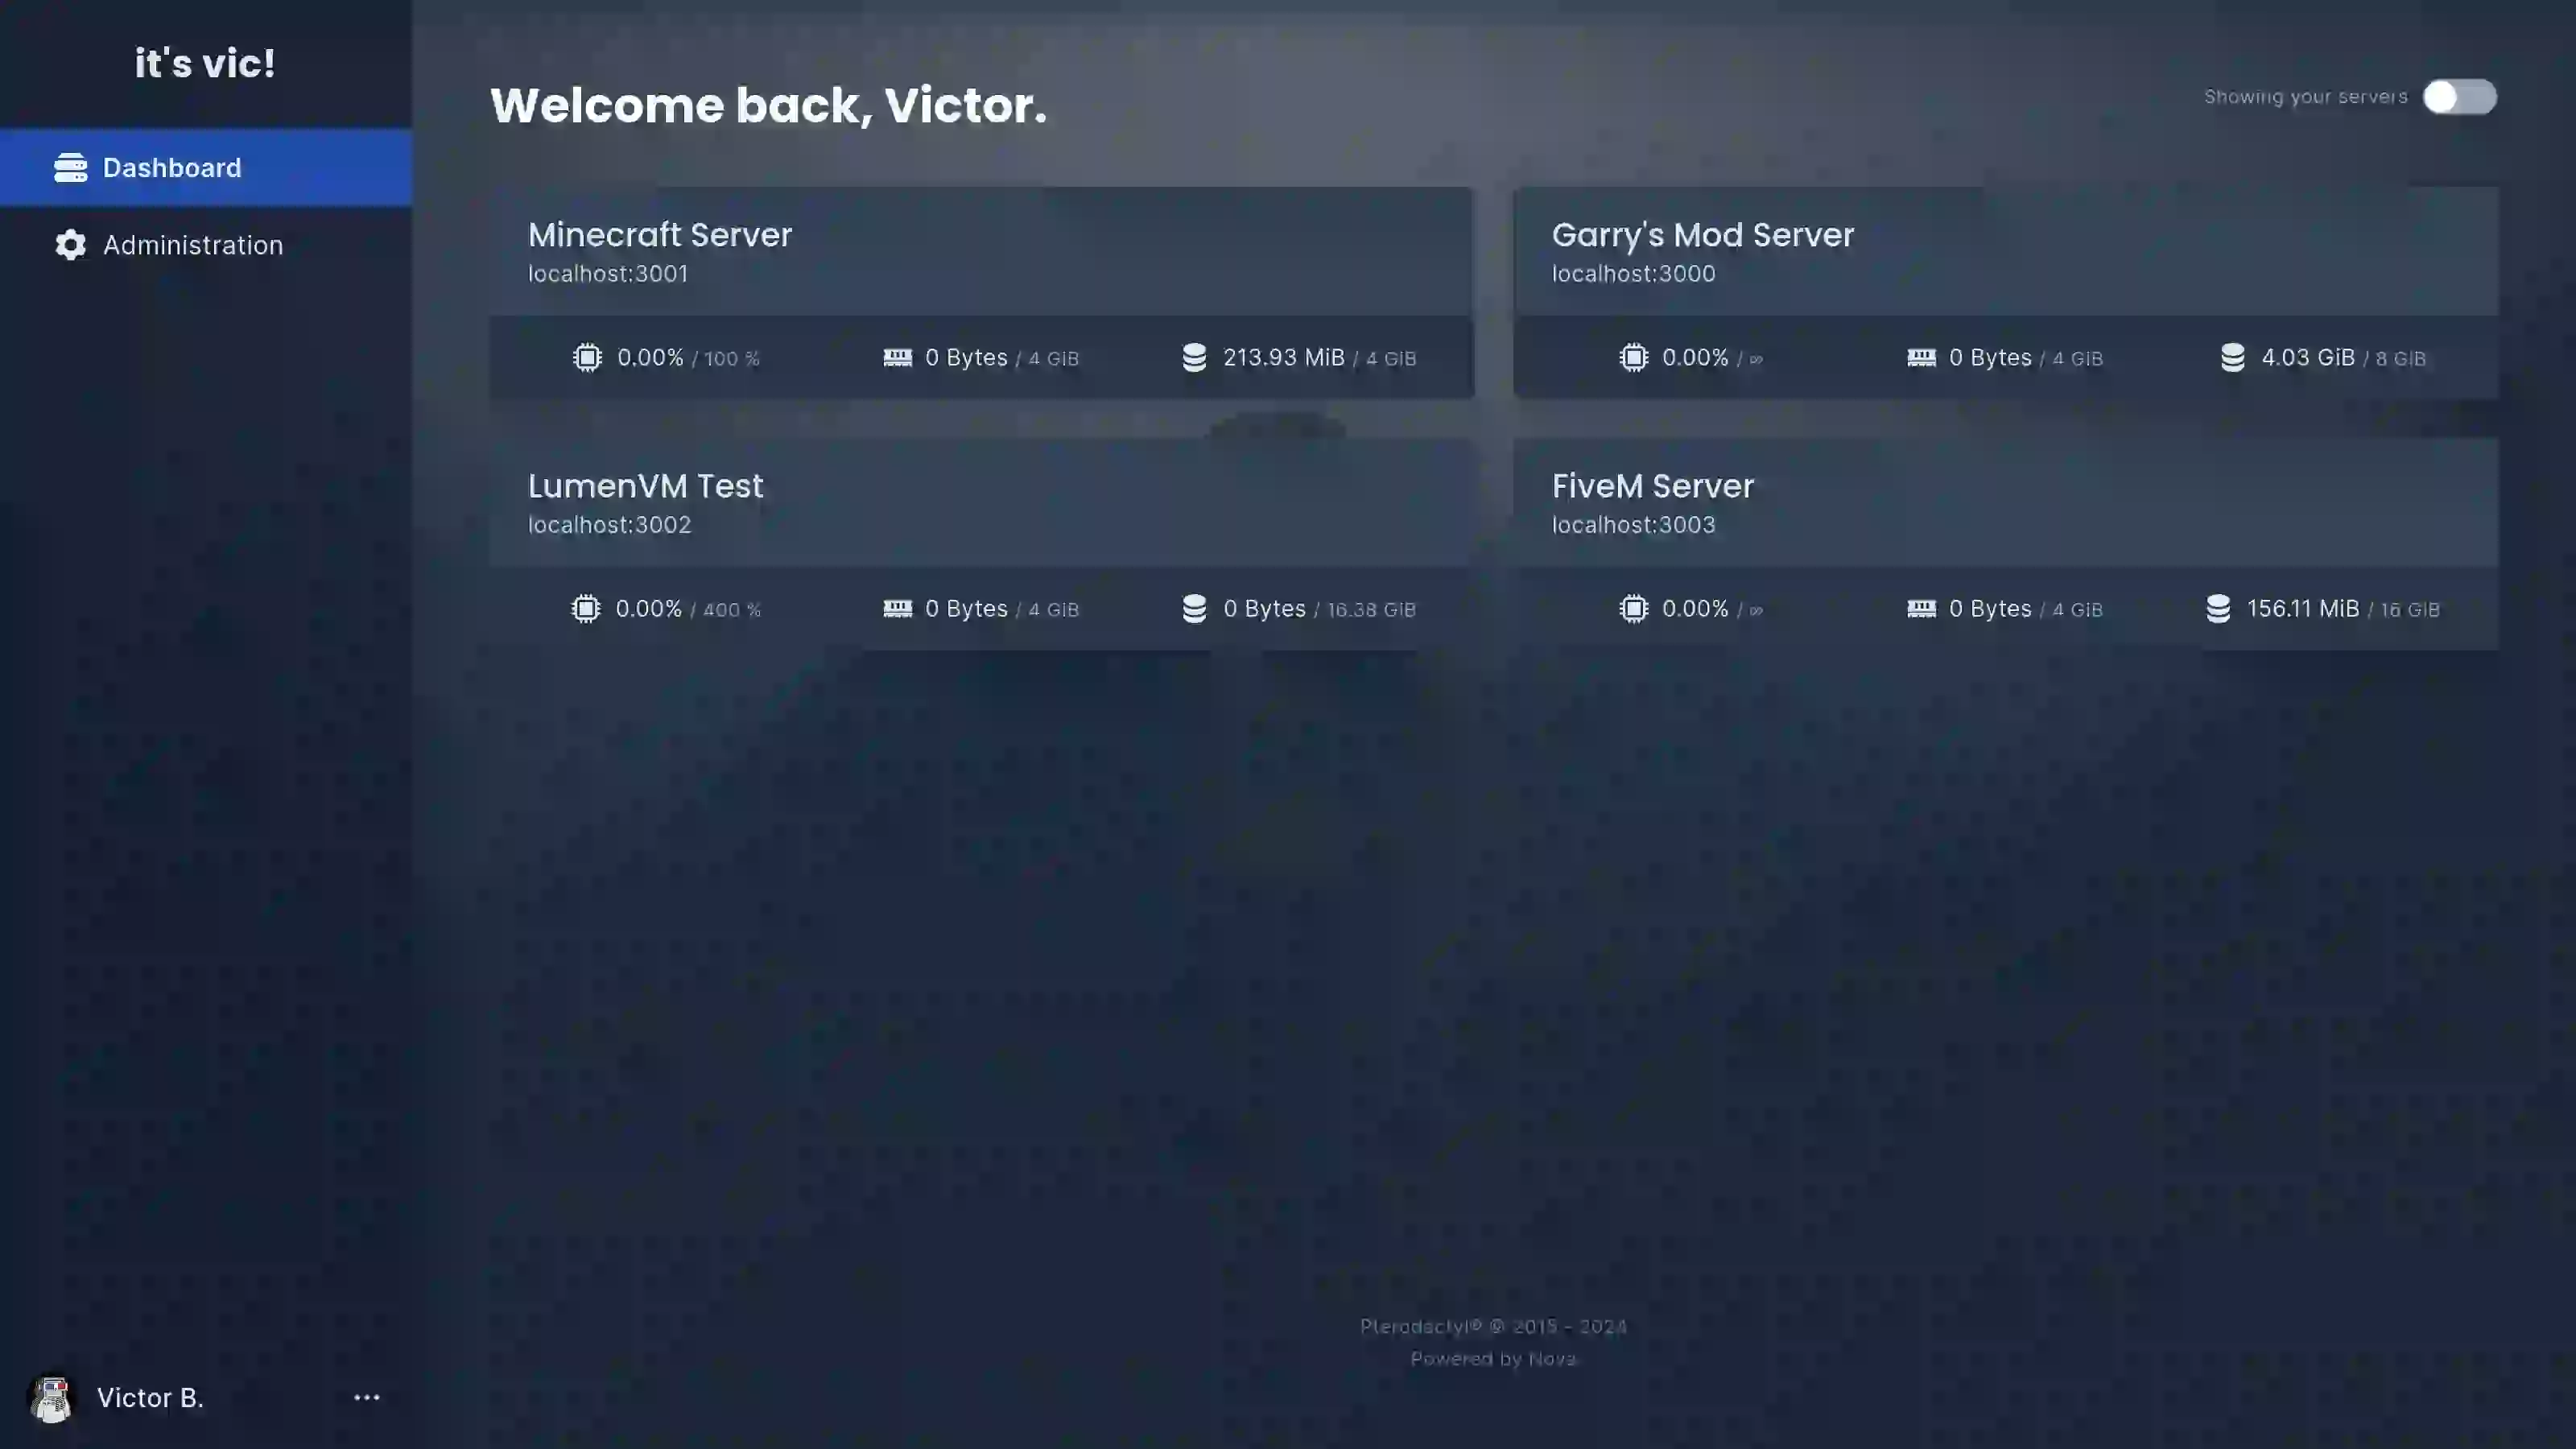 it's vic!
Dashboard
Administration
Welcome back, Victor.
Showing your servers
Minecraft Server
localhost:3001
0.00% / 100 %
0 Bytes / 4 GiB
213.93 MiB / 4 GiB
Garry's Mod Server
localhost:3000
0.00% / ∞
0 Bytes / 4 GiB
4.03 GiB / 8 GiB
LumenVM Test
localhost:3002
0.00% / 400 %
0 Bytes / 4 GiB
0 Bytes / 16.38 GiB
FiveM Server
localhost:3003
0.00% / ∞
0 Bytes / 4 GiB
156.11 MiB / 16 GiB
Pterodactyl® © 2015 - 2024
Powered by Nova
Victor B.